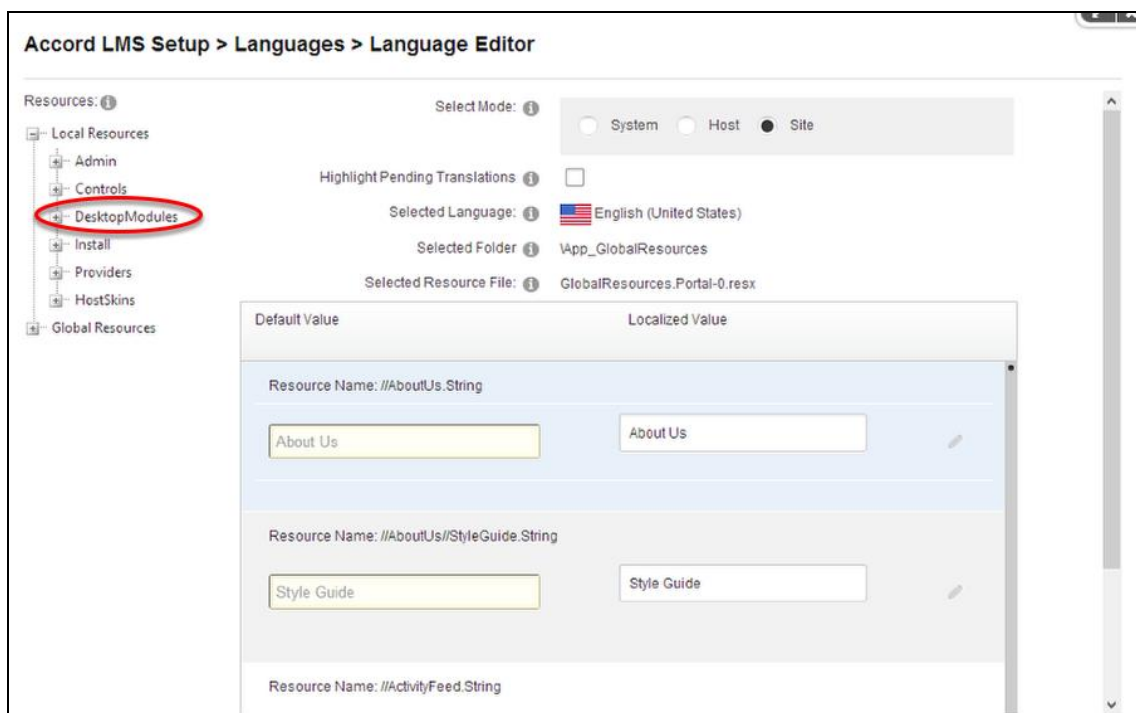 Accord LMS Setup > Languages > Language Editor
Resources:
Local Resources
Admin
Controls
DesktopModules
Install
Providers
HostSkins
Global Resources
Select Mode:
System Host Site
Highlight Pending Translations
Selected Language: English (United States)
Selected Folder \App_GlobalResources
Selected Resource File: GlobalResources.Portal-0.resx
Default Value Localized Value
Resource Name: //AboutUs.String
About Us About Us
Resource Name: //AboutUs//StyleGuide.String
Style Guide Style Guide
Resource Name: //ActivityFeed.String